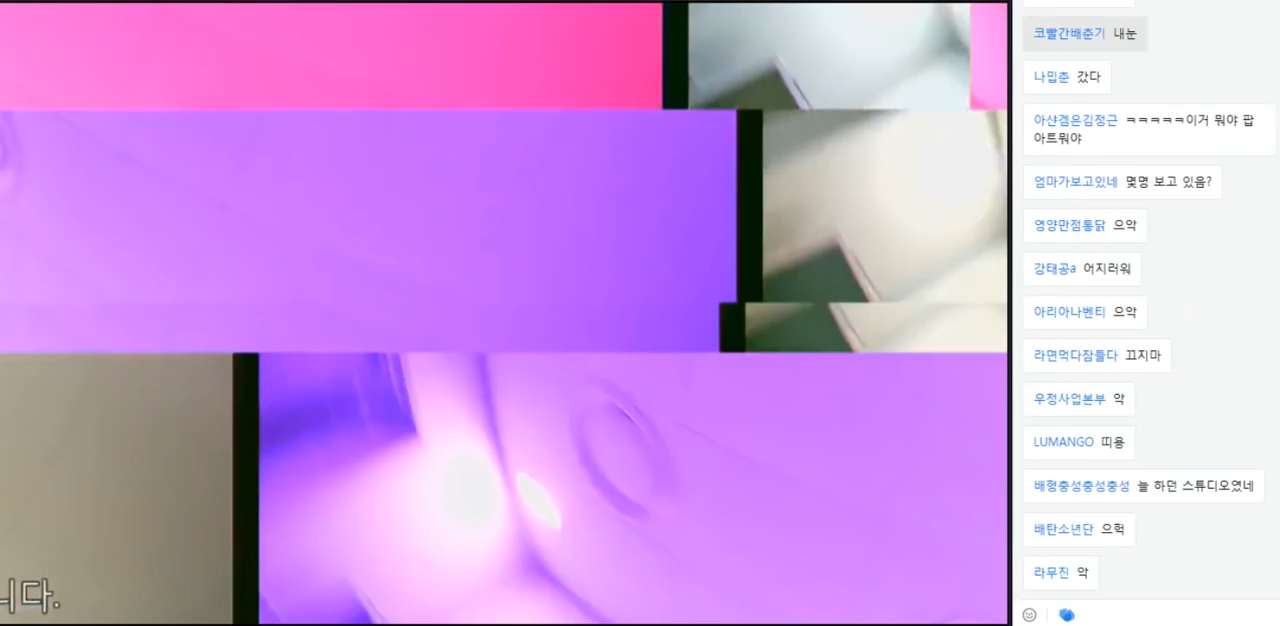 코빨간배춘기 내눈
나밉춘 갔다
아샨겜은김정근 ㅋㅋㅋㅋㅋ이거 뭐야 팝
아트뭐야
엄마가보고있네 몇명 보고 있음?
영양만점통닭 으악
강태공a 어지러워
아리아나벤티 으악
라면먹다잠들다 끄지마
우정사업본부 악
LUMANGO 띠용
배형충성충성충성 늘 하던 스튜디오였네
배탄소년단 으헉
라무진 악
니다.